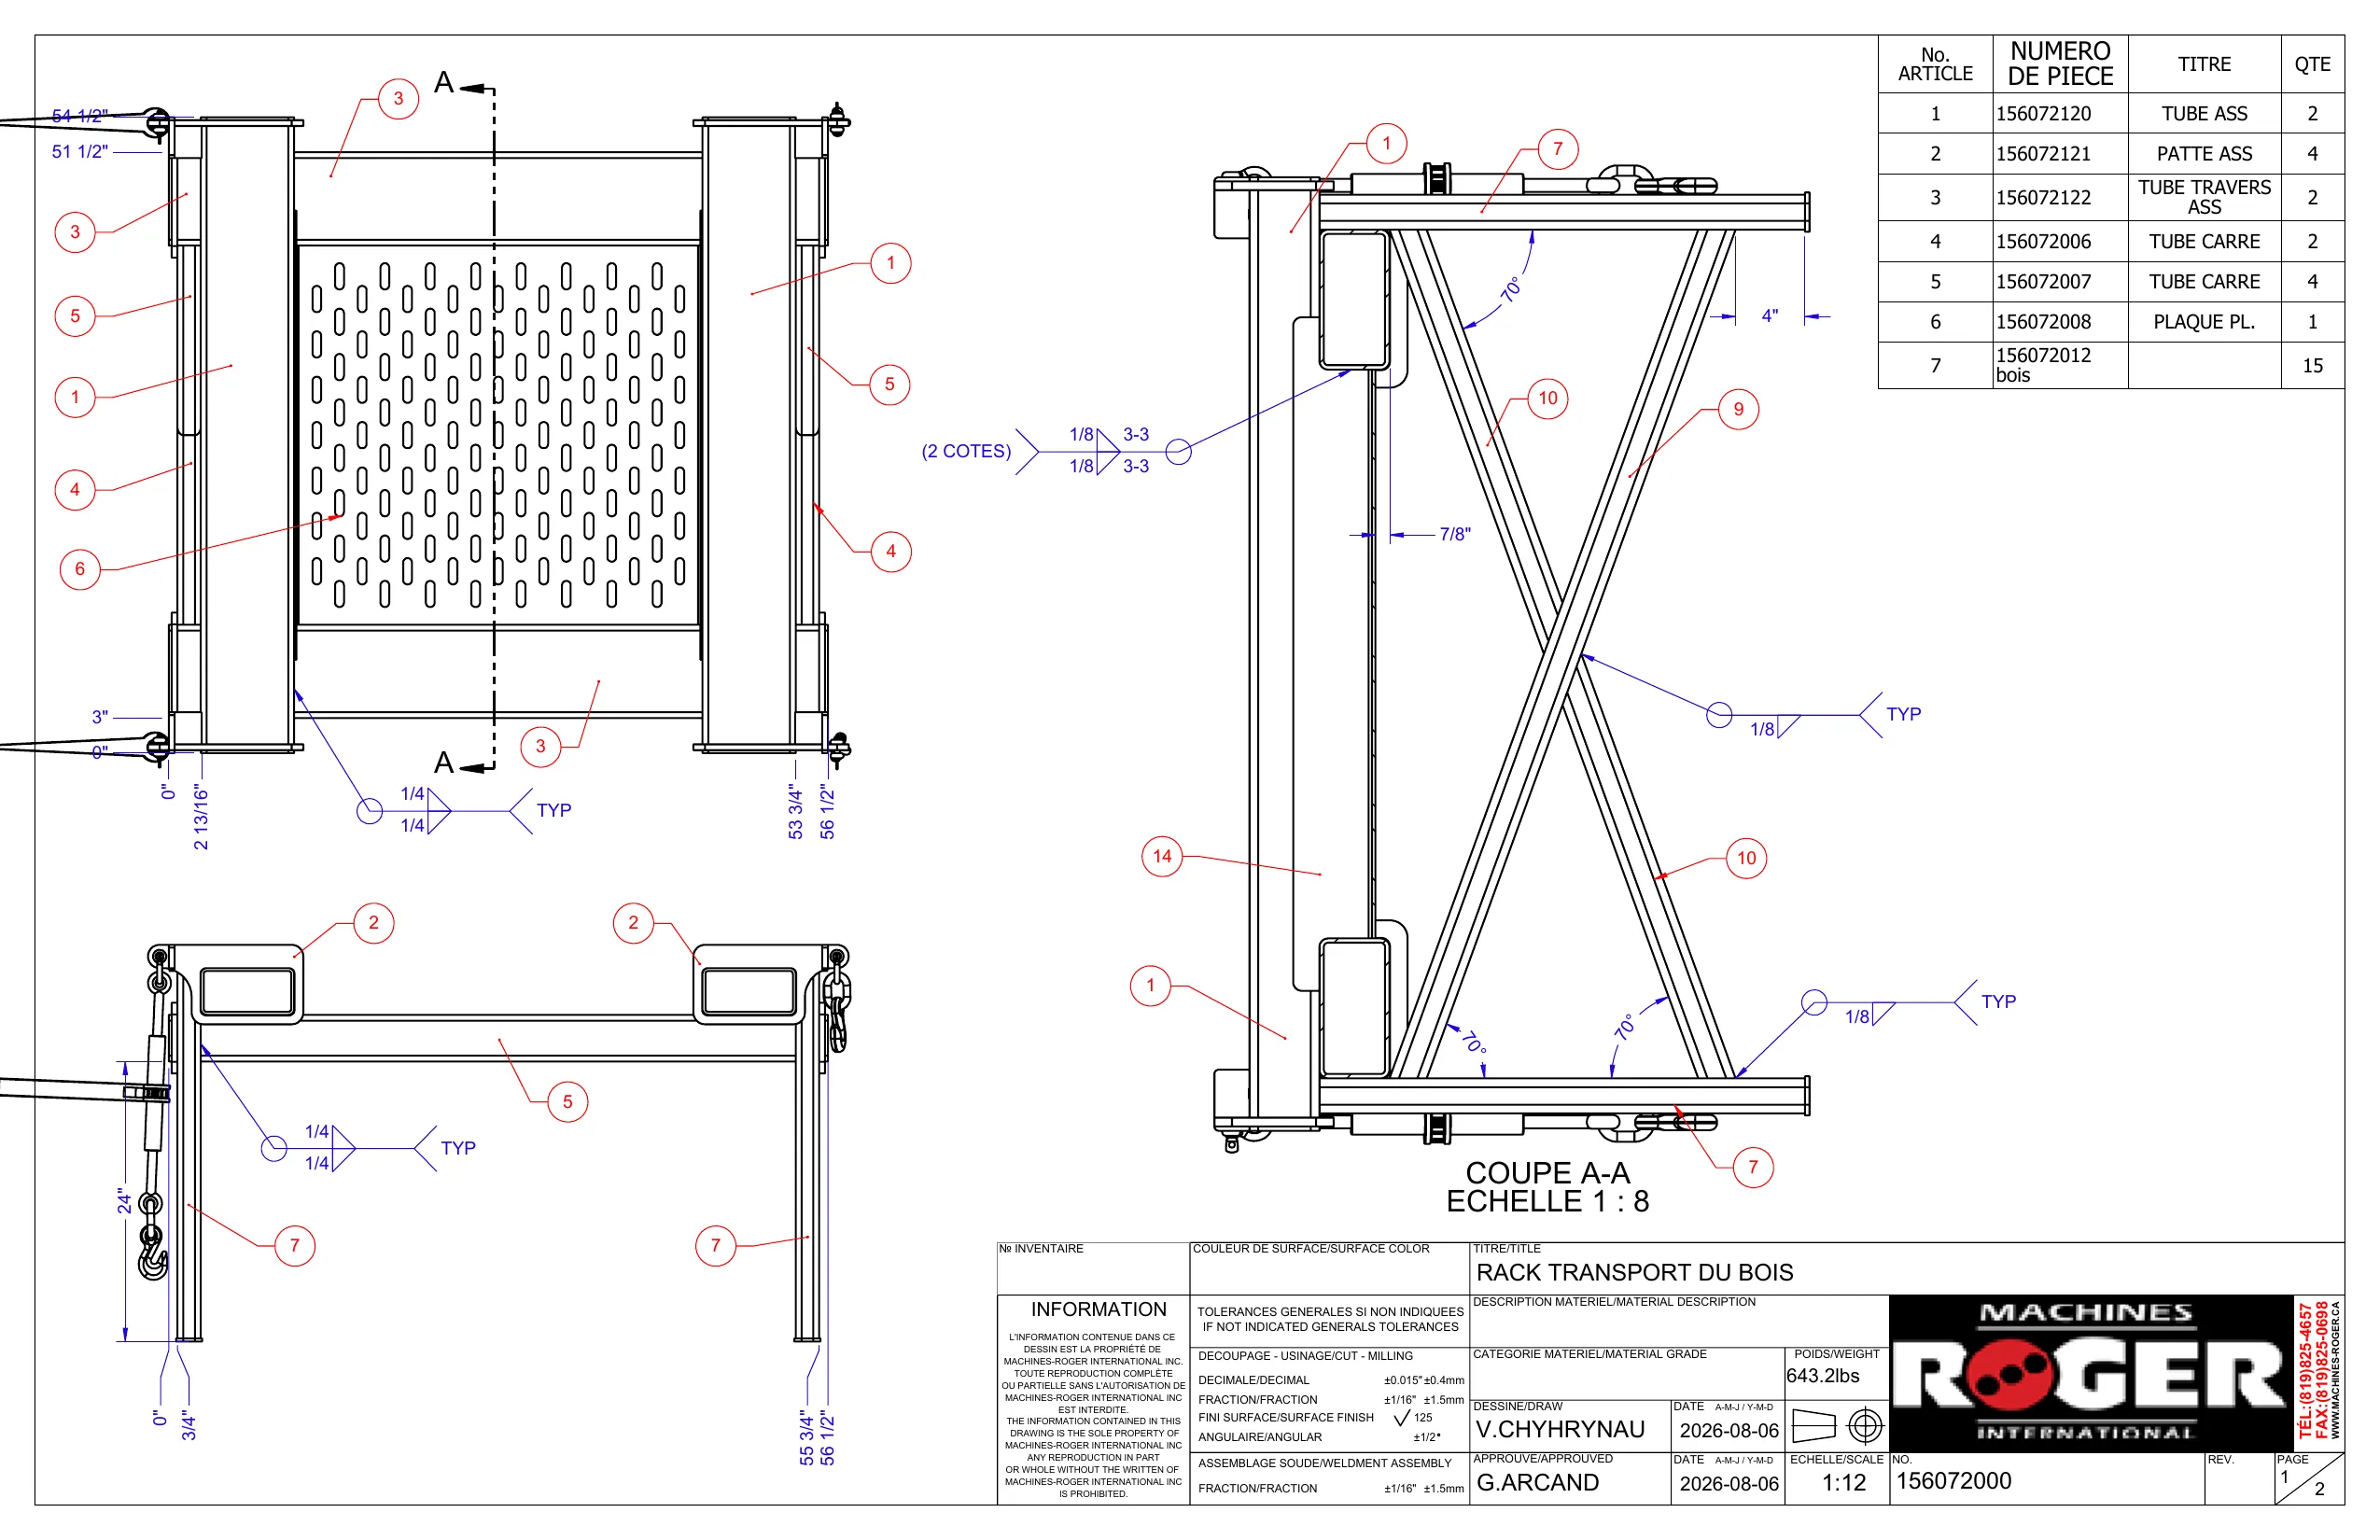 54 1/2"
51 1/2"
3"
0"
0"
2 13/16"
53 3/4"
56 1/2"
A
A
3
3
5
1
4
6
1
5
4
3
1/4
1/4
TYP
2
2
5
7
7
1/4
1/4
TYP
24"
0"
3/4"
55 3/4"
56 1/2"
1
7
70°
4"
10
9
(2 COTES)
1/8 3-3
1/8 3-3
7/8"
1/8
TYP
14
10
1
70°
70°
1/8
TYP
7
COUPE A-A
ECHELLE 1 : 8
No. ARTICLE NUMERO DE PIECE TITRE QTE
1 156072120 TUBE ASS 2
2 156072121 PATTE ASS 4
3 156072122 TUBE TRAVERS ASS 2
4 156072006 TUBE CARRE 2
5 156072007 TUBE CARRE 4
6 156072008 PLAQUE PL. 1
7 156072012 bois 15
№ INVENTAIRE
COULEUR DE SURFACE/SURFACE COLOR
TITRE/TITLE
RACK TRANSPORT DU BOIS
INFORMATION
L'INFORMATION CONTENUE DANS CE
DESSIN EST LA PROPRIÉTÉ DE
MACHINES-ROGER INTERNATIONAL INC.
TOUTE REPRODUCTION COMPLÈTE
OU PARTIELLE SANS L'AUTORISATION DE
MACHINES-ROGER INTERNATIONAL INC
EST INTERDITE.
THE INFORMATION CONTAINED IN THIS
DRAWING IS THE SOLE PROPERTY OF
MACHINES-ROGER INTERNATIONAL INC
ANY REPRODUCTION IN PART
OR WHOLE WITHOUT THE WRITTEN OF
MACHINES-ROGER INTERNATIONAL INC
IS PROHIBITED.
TOLERANCES GENERALES SI NON INDIQUEES
IF NOT INDICATED GENERALS TOLERANCES
DECOUPAGE - USINAGE/CUT - MILLING
DECIMALE/DECIMAL ±0.015" ±0.4mm
FRACTION/FRACTION ±1/16" ±1.5mm
FINI SURFACE/SURFACE FINISH 125
ANGULAIRE/ANGULAR ±1/2°
ASSEMBLAGE SOUDE/WELDMENT ASSEMBLY
FRACTION/FRACTION ±1/16" ±1.5mm
DESCRIPTION MATERIEL/MATERIAL DESCRIPTION
CATEGORIE MATERIEL/MATERIAL GRADE
POIDS/WEIGHT
643.2lbs
DESSINE/DRAW
V.CHYHRYNAU
DATE A-M-J / Y-M-D
2026-08-06
APPROUVE/APPROUVED
G.ARCAND
DATE A-M-J / Y-M-D
2026-08-06
ECHELLE/SCALE
1:12
MACHINES
ROGER
INTERNATIONAL
TÉL:(819)825-4657
FAX:(819)825-0698
WWW.MACHINES-ROGER.CA
NO.
156072000
REV.
PAGE
1
2